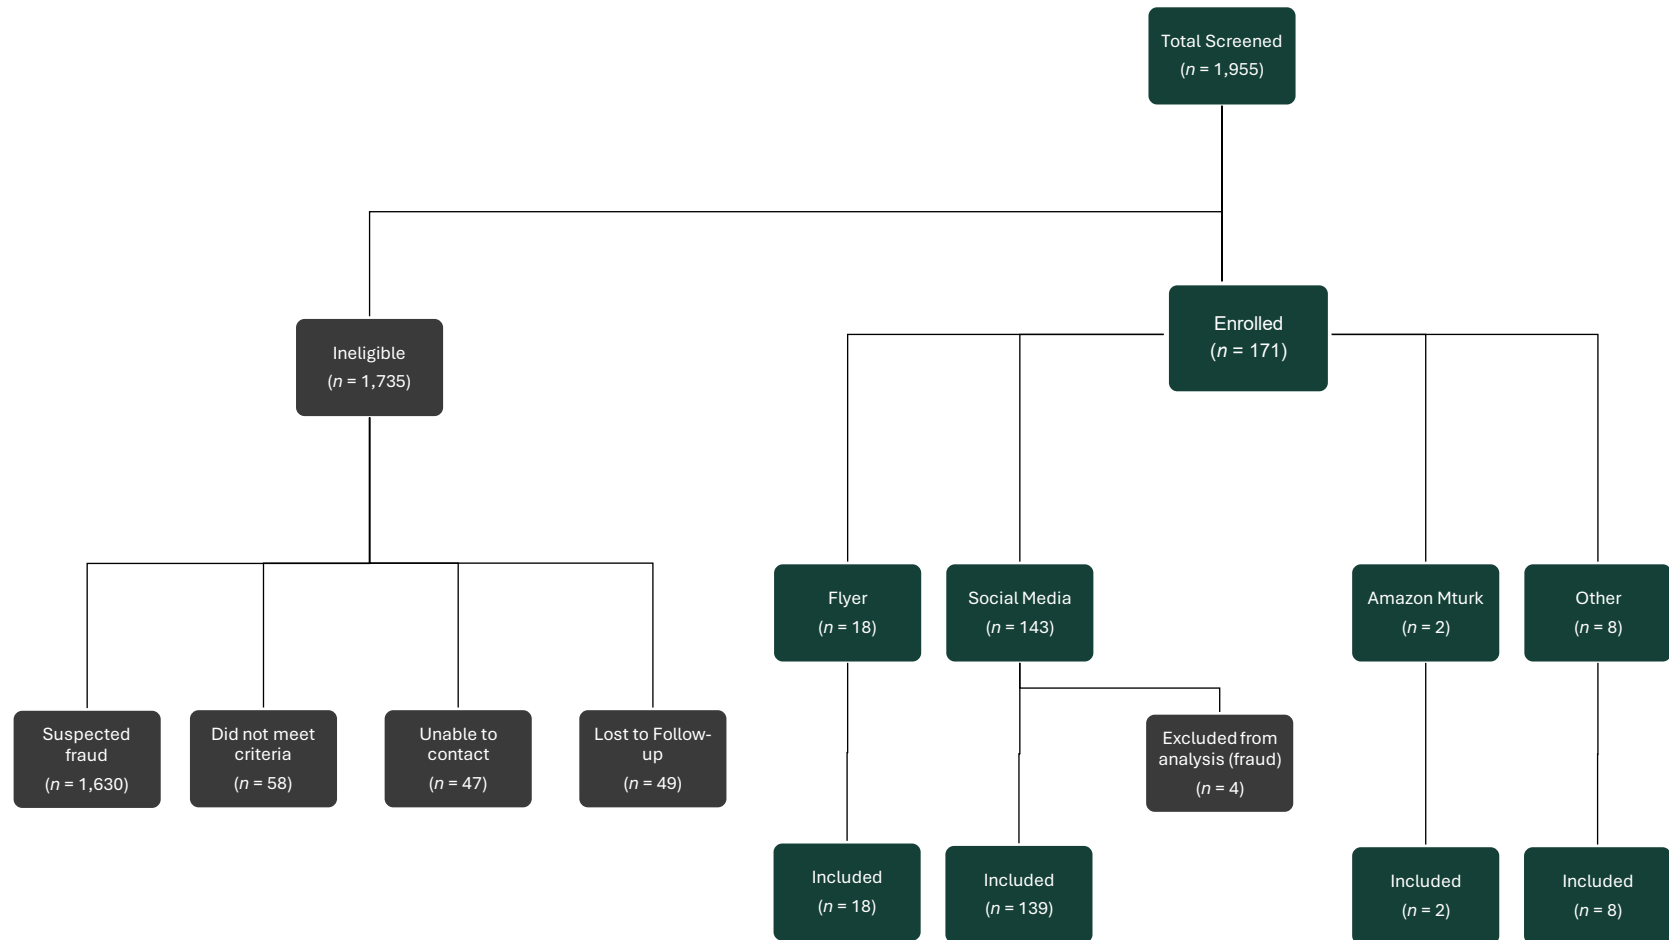 Total Screened
(n = 1,955)
Enrolled
(n = 171)
Ineligible
(n = 1,735)
Flyer
(n = 18)
Social Media
(n = 143)
Amazon Mturk
(n = 2)
Other
(n = 8)
Suspected
fraud
(n = 1,630)
Did not meet
criteria
(n = 58)
Unable to
contact
(n = 47)
Lost to Follow-
up
(n = 49)
Excluded from
analysis (fraud)
(n = 4)
Included
(n = 18)
Included
(n = 139)
Included
(n = 2)
Included
(n = 8)